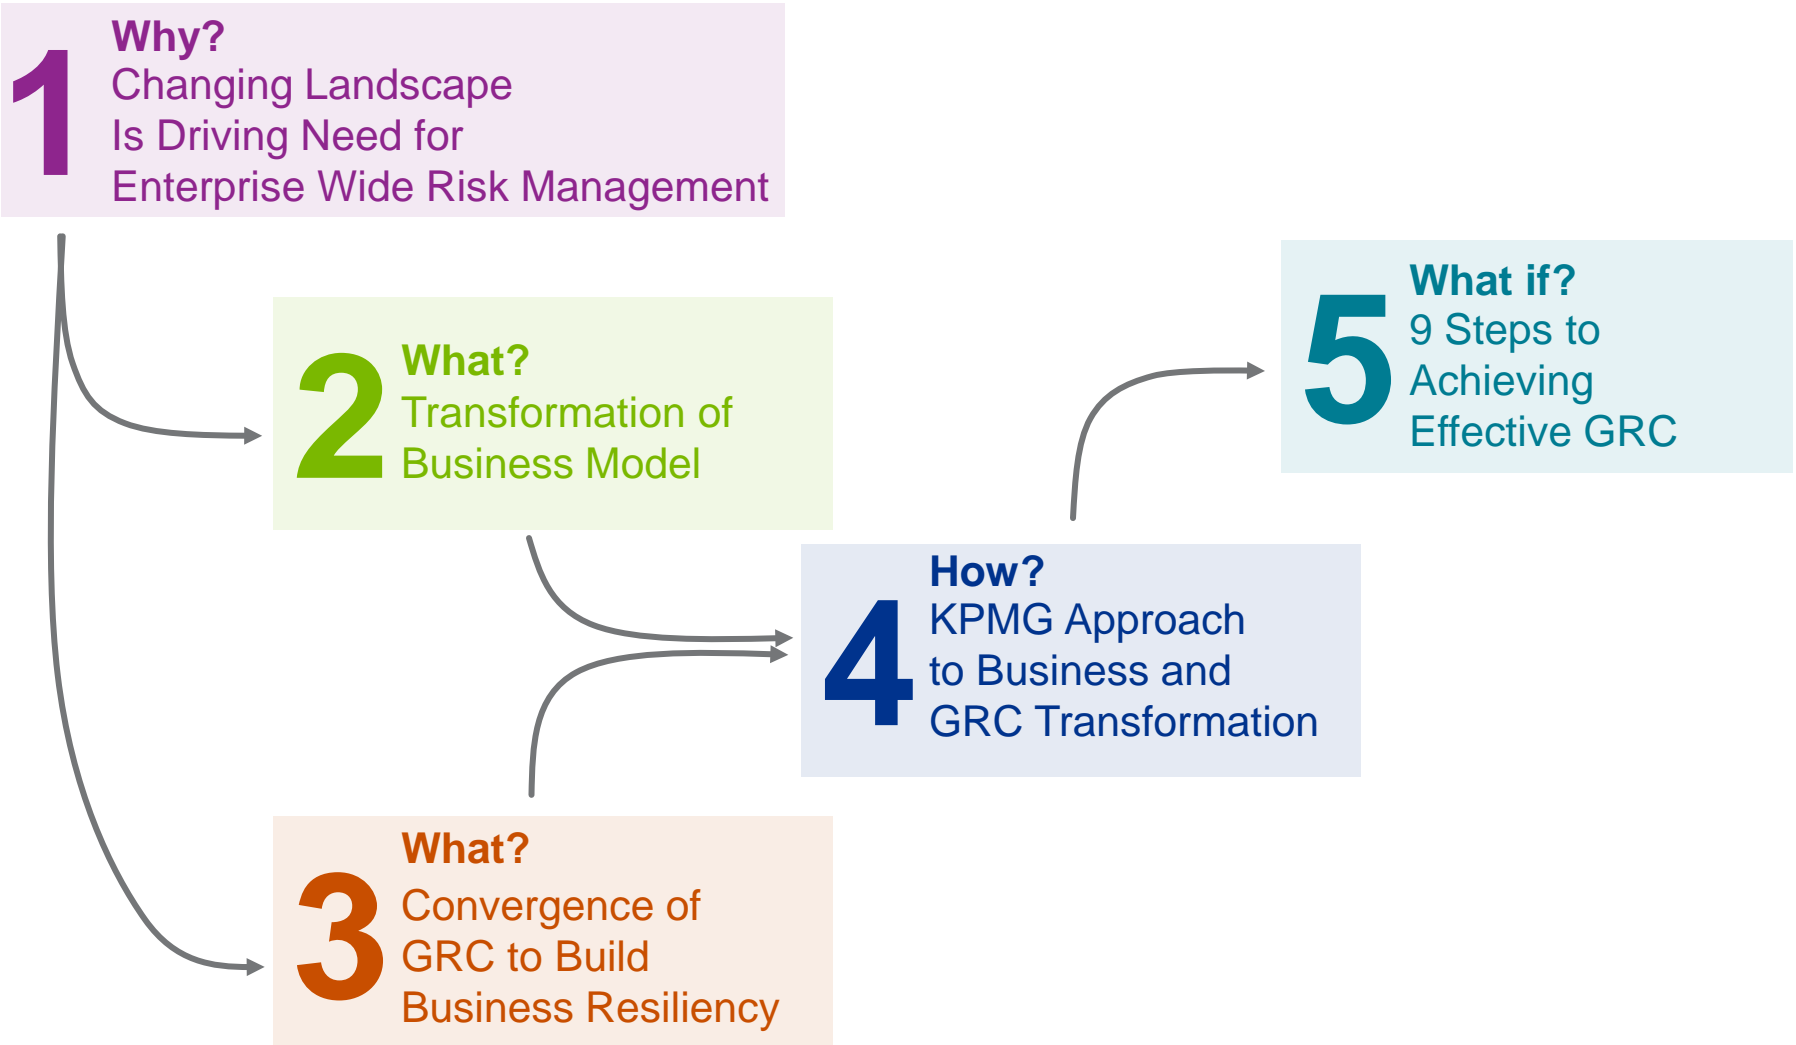 1
Why?
Changing Landscape
Is Driving Need for
Enterprise Wide Risk Management
2
What?
Transformation of
Business Model
3
What?
Convergence of
GRC to Build
Business Resiliency
4
How?
KPMG Approach
to Business and
GRC Transformation
5
What if?
9 Steps to
Achieving
Effective GRC